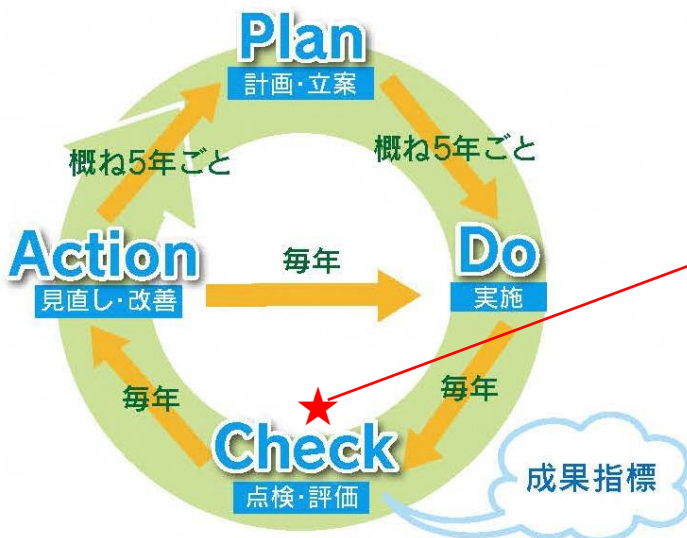 Plan
計画・立案
概ね5年ごと
概ね5年ごと
Action
見直し・改善
毎年
Do
実施
毎年
毎年
Check
点検・評価
成果指標